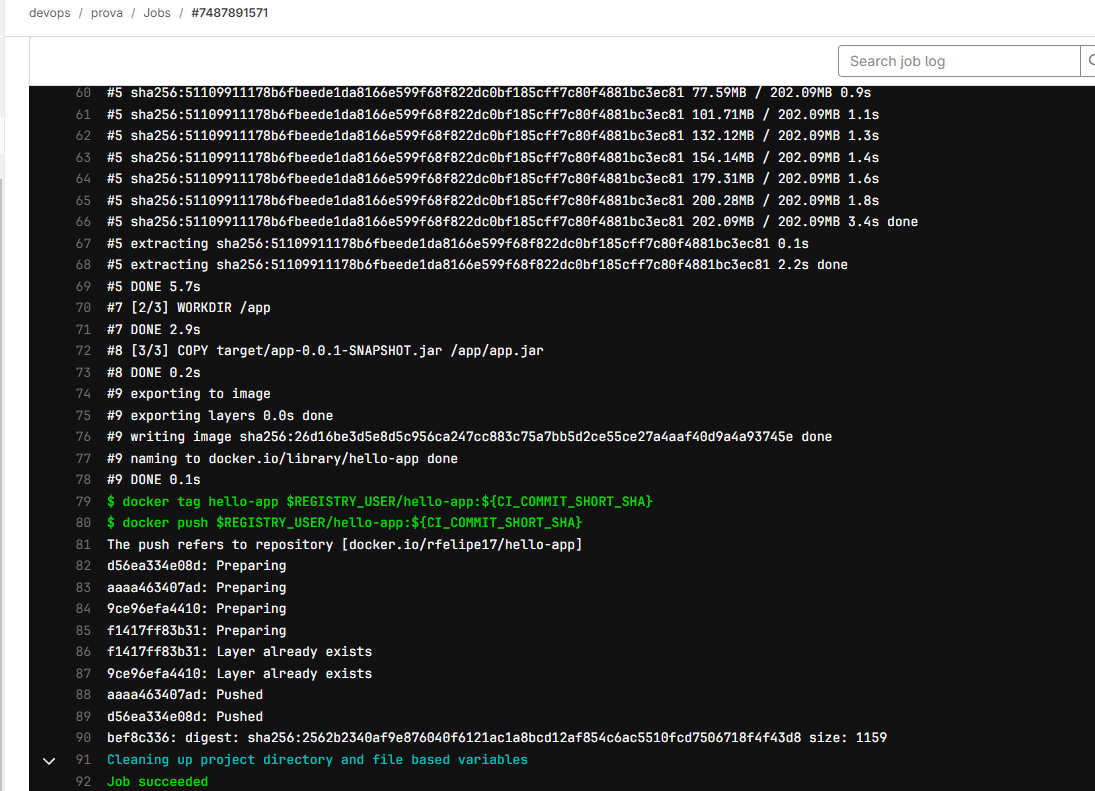 devops / prova / Jobs / #7487891571
Search job log
60 #5 sha256:51109911178b6fbeede1da8166e599f68f822dc0bf185cff7c80f4881bc3ec81 77.59MB / 202.09MB 0.9s
61 #5 sha256:51109911178b6fbeede1da8166e599f68f822dc0bf185cff7c80f4881bc3ec81 101.71MB / 202.09MB 1.1s
62 #5 sha256:51109911178b6fbeede1da8166e599f68f822dc0bf185cff7c80f4881bc3ec81 132.12MB / 202.09MB 1.3s
63 #5 sha256:51109911178b6fbeede1da8166e599f68f822dc0bf185cff7c80f4881bc3ec81 154.14MB / 202.09MB 1.4s
64 #5 sha256:51109911178b6fbeede1da8166e599f68f822dc0bf185cff7c80f4881bc3ec81 179.31MB / 202.09MB 1.6s
65 #5 sha256:51109911178b6fbeede1da8166e599f68f822dc0bf185cff7c80f4881bc3ec81 200.28MB / 202.09MB 1.8s
66 #5 sha256:51109911178b6fbeede1da8166e599f68f822dc0bf185cff7c80f4881bc3ec81 202.09MB / 202.09MB 3.4s done
67 #5 extracting sha256:51109911178b6fbeede1da8166e599f68f822dc0bf185cff7c80f4881bc3ec81 0.1s
68 #5 extracting sha256:51109911178b6fbeede1da8166e599f68f822dc0bf185cff7c80f4881bc3ec81 2.2s done
69 #5 DONE 5.7s
70 #7 [2/3] WORKDIR /app
71 #7 DONE 2.9s
72 #8 [3/3] COPY target/app-0.0.1-SNAPSHOT.jar /app/app.jar
73 #8 DONE 0.2s
74 #9 exporting to image
75 #9 exporting layers 0.0s done
76 #9 writing image sha256:26d16be3d5e8d5c956ca247cc883c75a7bb5d2ce55ce27a4aaf40d9a4a93745e done
77 #9 naming to docker.io/library/hello-app done
78 #9 DONE 0.1s
79 $ docker tag hello-app $REGISTRY_USER/hello-app:${CI_COMMIT_SHORT_SHA}
80 $ docker push $REGISTRY_USER/hello-app:${CI_COMMIT_SHORT_SHA}
81 The push refers to repository [docker.io/rfelipe17/hello-app]
82 d56ea334e08d: Preparing
83 aaaa463407ad: Preparing
84 9ce96efa4410: Preparing
85 f1417ff83b31: Preparing
86 f1417ff83b31: Layer already exists
87 9ce96efa4410: Layer already exists
88 aaaa463407ad: Pushed
89 d56ea334e08d: Pushed
90 bef8c336: digest: sha256:2562b2340af9e876040f6121ac1a8bcd12af854c6ac5510fcd7506718f4f43d8 size: 1159
91 Cleaning up project directory and file based variables
92 Job succeeded